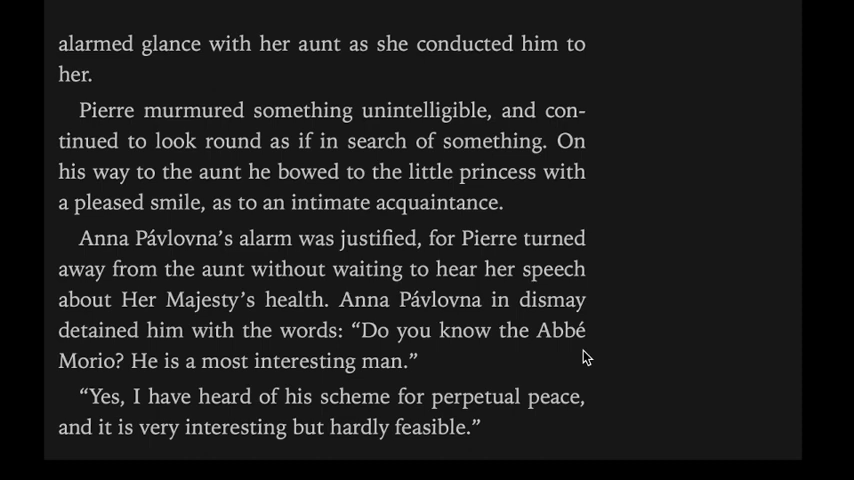 alarmed glance with her aunt as she conducted him to
her.
Pierre murmured something unintelligible, and con-
tinued to look round as if in search of something. On
his way to the aunt he bowed to the little princess with
a pleased smile, as to an intimate acquaintance.
Anna Pávlovna’s alarm was justified, for Pierre turned
away from the aunt without waiting to hear her speech
about Her Majesty’s health. Anna Pávlovna in dismay
detained him with the words: “Do you know the Abbé
Morio? He is a most interesting man.”
“Yes, I have heard of his scheme for perpetual peace,
and it is very interesting but hardly feasible.”